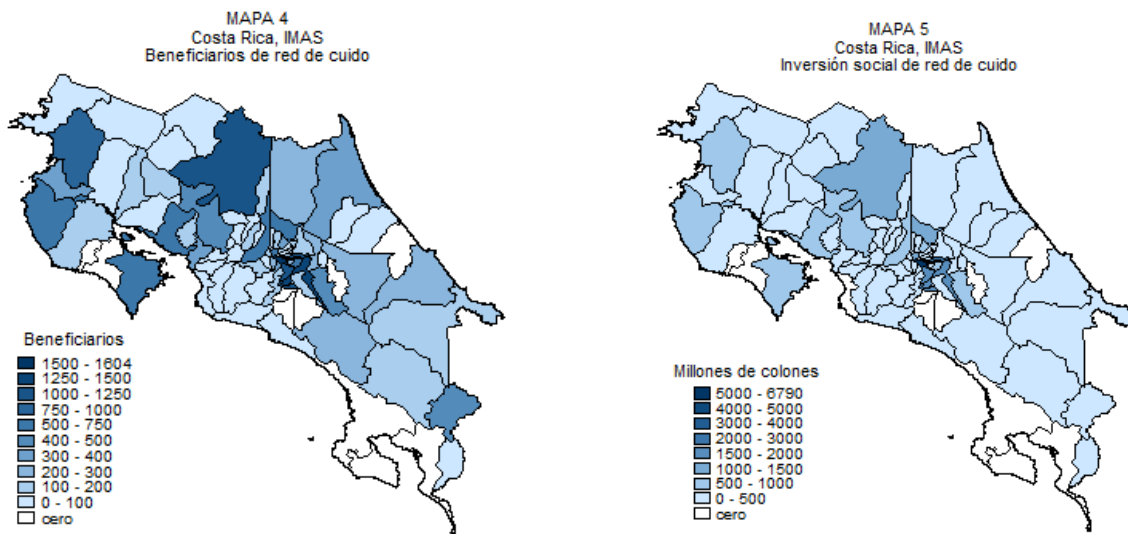 MAPA 4
Costa Rica, IMAS
Beneficiarios de red de cuido
Beneficiarios
1500 - 1604
1250 - 1500
1000 - 1250
750 - 1000
500 - 750
400 - 500
300 - 400
200 - 300
100 - 200
0 - 100
cero
MAPA 5
Costa Rica, IMAS
Inversión social de red de cuido
Millones de colones
5000 - 6790
4000 - 5000
3000 - 4000
2000 - 3000
1500 - 2000
1000 - 1500
500 - 1000
0 - 500
cero